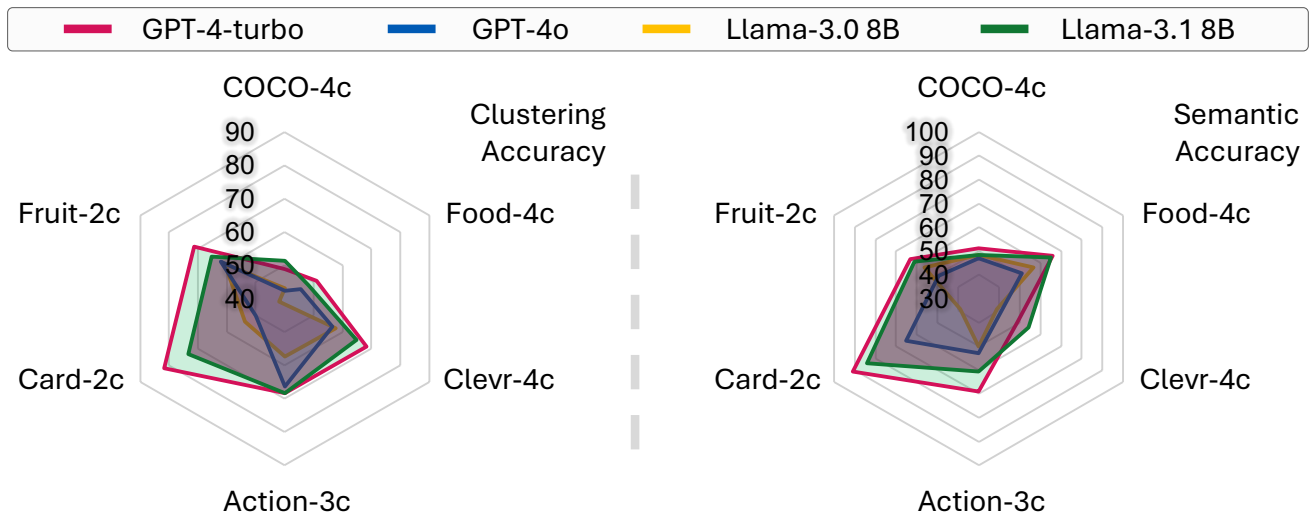 GPT-4-turbo GPT-4o Llama-3.0 8B Llama-3.1 8B
COCO-4c
Clustering
Accuracy
90
80
70
60
50
40
Fruit-2c
Food-4c
Card-2c
Clevr-4c
Action-3c
COCO-4c
Semantic
Accuracy
100
90
80
70
60
50
40
30
Fruit-2c
Food-4c
Card-2c
Clevr-4c
Action-3c